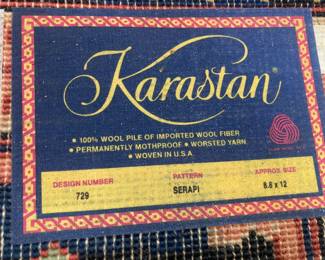 Karastan®
• 100% WOOL PILE OF IMPORTED WOOL FIBER
• PERMANENTLY MOTHPROOF • WORSTED YARN
• WOVEN IN U.S.A.
DESIGN NUMBER PATTERN APPROX. SIZE
729 SERAPI 8.8 x 12